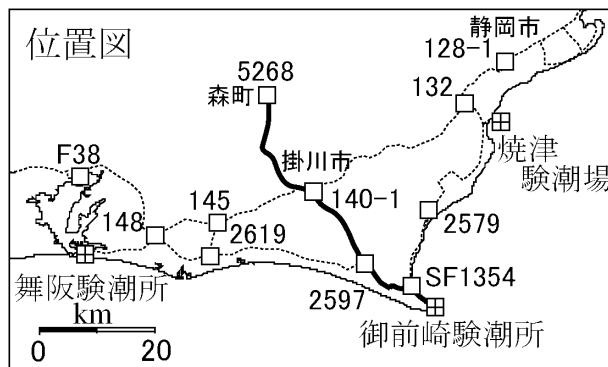 位置図
静岡市
128-1
5268
132
森町
焼津
験潮場
F38
掛川市
145
140-1
148
2619
2579
SF1354
舞阪験潮所
2597
御前崎験潮所
km
0 20